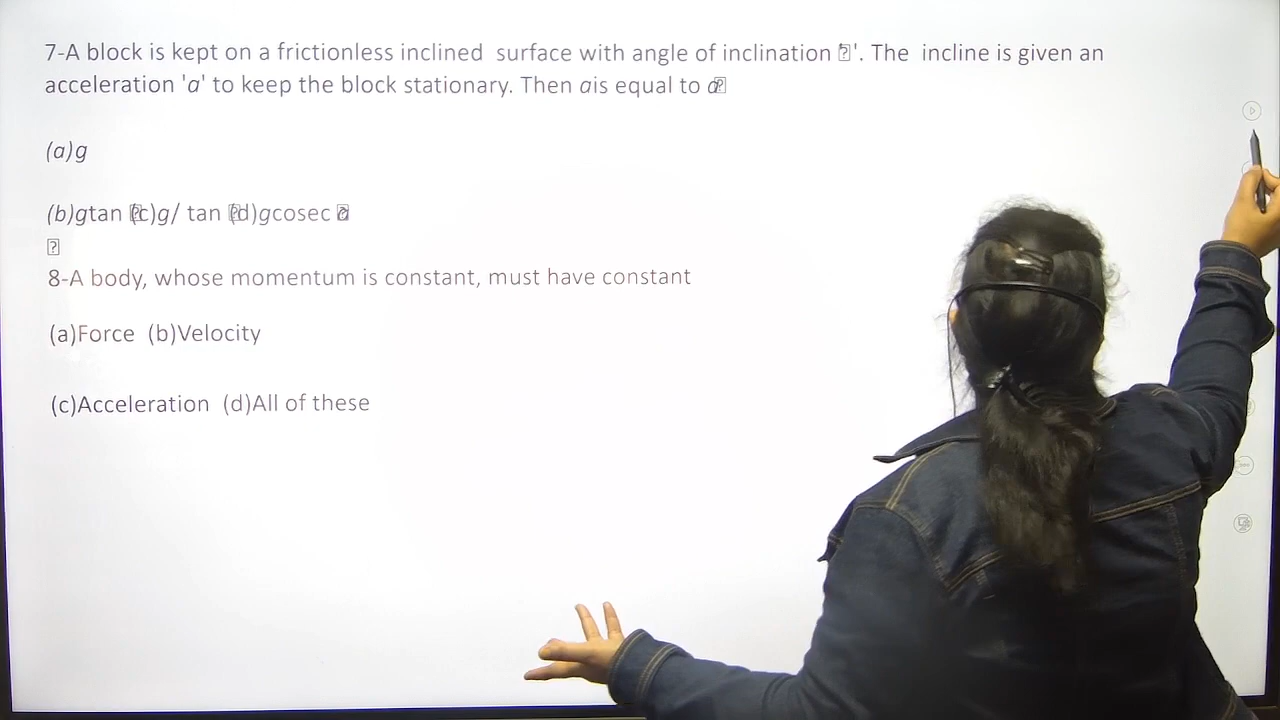 7-A block is kept on a frictionless inclined surface with angle of inclination '. The incline is given an
acceleration 'a' to keep the block stationary. Then ais equal to
(a)g
(b)gtan (c)g/ tan (d)gcosec
8-A body, whose momentum is constant, must have constant
(a)Force (b)Velocity
(c)Acceleration (d)All of these